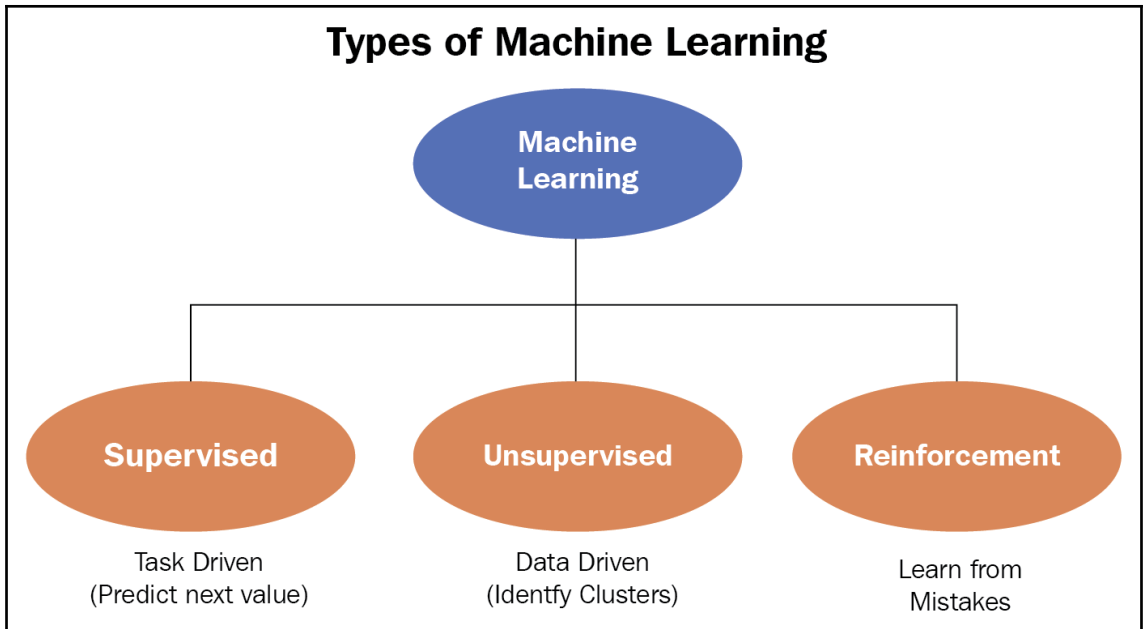 Types of Machine Learning
Machine
Learning
Supervised
Unsupervised
Reinforcement
Task Driven
(Predict next value)
Data Driven
(Identfy Clusters)
Learn from
Mistakes